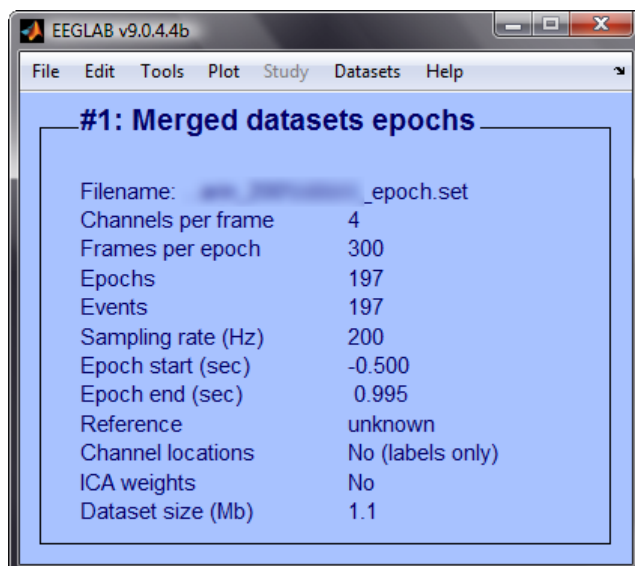 EEGLAB v9.0.4.4b
File Edit Tools Plot Study Datasets Help
#1: Merged datasets epochs
Filename: _epoch.set
Channels per frame 4
Frames per epoch 300
Epochs 197
Events 197
Sampling rate (Hz) 200
Epoch start (sec) -0.500
Epoch end (sec) 0.995
Reference unknown
Channel locations No (labels only)
ICA weights No
Dataset size (Mb) 1.1